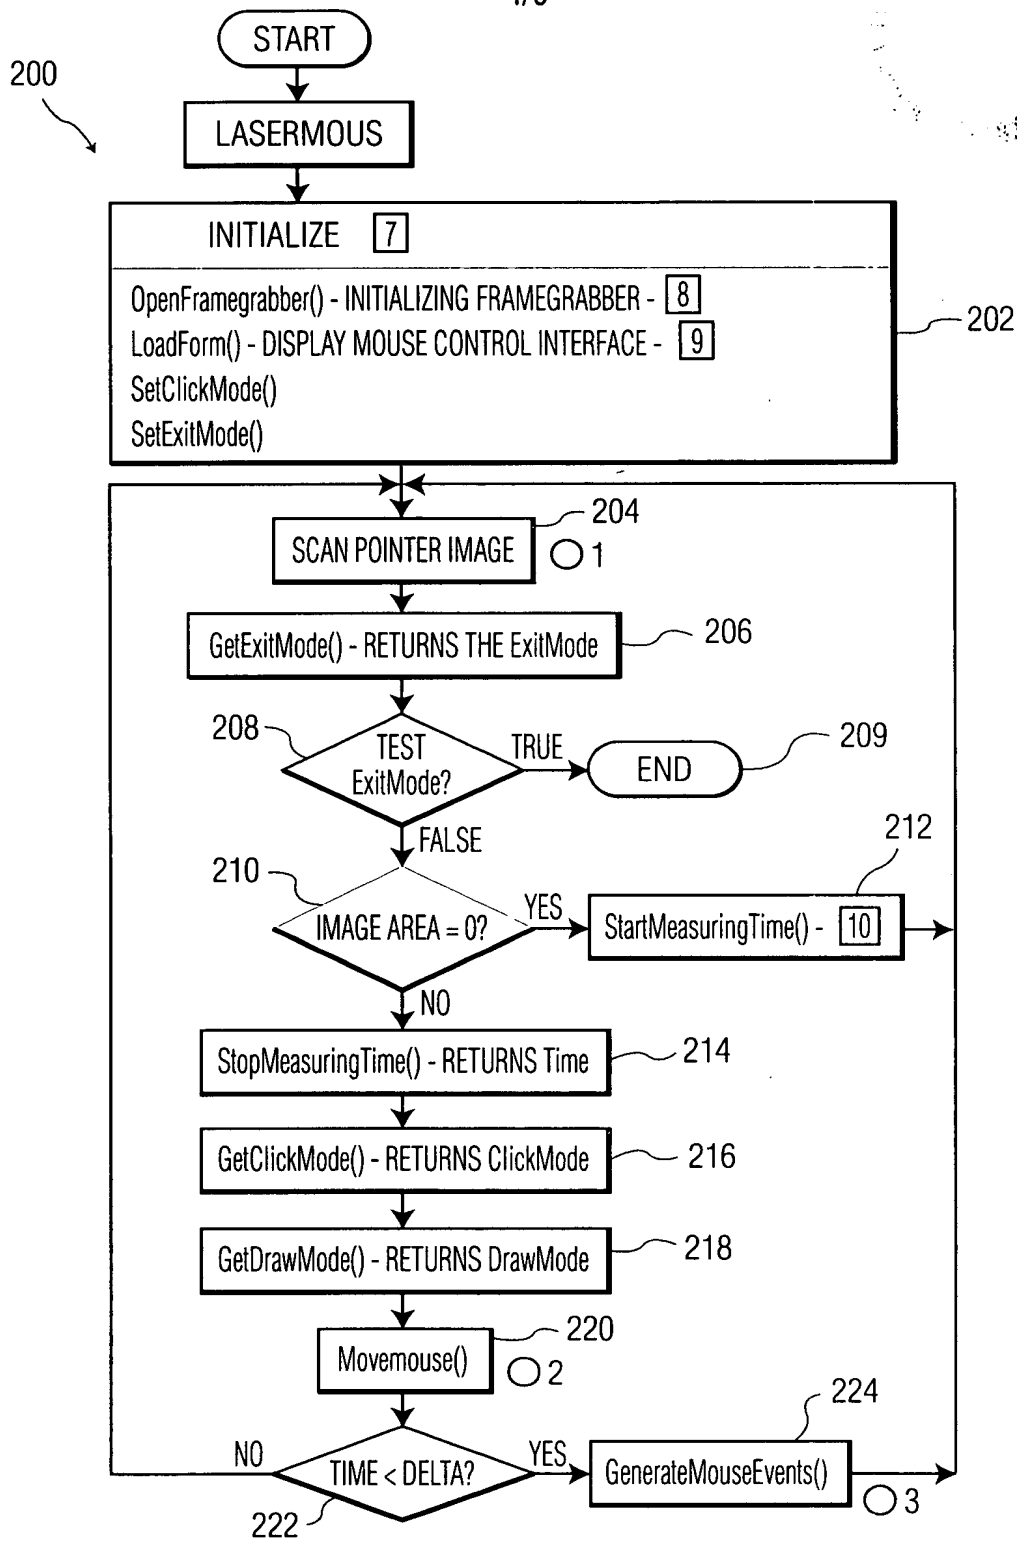 START
200
LASERMOUS
INITIALIZE 7
OpenFramegrabber() - INITIALIZING FRAMEGRABBER - 8
LoadForm() - DISPLAY MOUSE CONTROL INTERFACE - 9
SetClickMode()
SetExitMode()
202
204
SCAN POINTER IMAGE
1
GetExitMode() - RETURNS THE ExitMode
206
208
TEST
ExitMode?
TRUE
END
209
FALSE
210
IMAGE AREA = 0?
YES
212
StartMeasuringTime() - 10
NO
StopMeasuringTime() - RETURNS Time
214
GetClickMode() - RETURNS ClickMode
216
GetDrawMode() - RETURNS DrawMode
218
220
Movemouse()
2
NO
TIME < DELTA?
YES
222
224
GenerateMouseEvents()
3